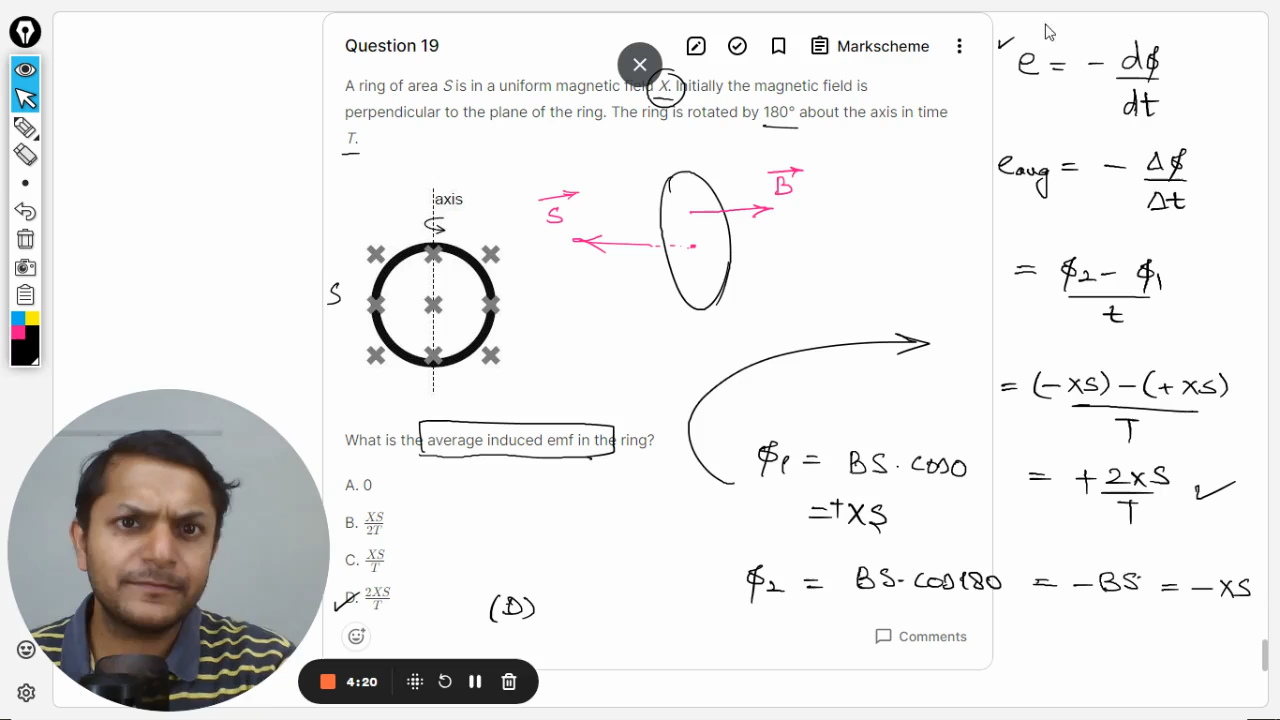 Question 19
Markscheme
A ring of area S is in a uniform magnetic field X. Initially the magnetic field is
perpendicular to the plane of the ring. The ring is rotated by 180° about the axis in time
T.
axis
S
S
B
What is the average induced emf in the ring?
A. 0
B. XS/2T
C. XS/T
D. 2XS/T
(D)
Comments
4:20
ϕ1 = BS. cos0
= +XS
ϕ2 = BS. cos180 = -BS = -XS
e = - dϕ/dt
eavg = - Δϕ/Δt
= ϕ2 - ϕ1/t
= (-XS) - (+XS)/T
= + 2XS/T